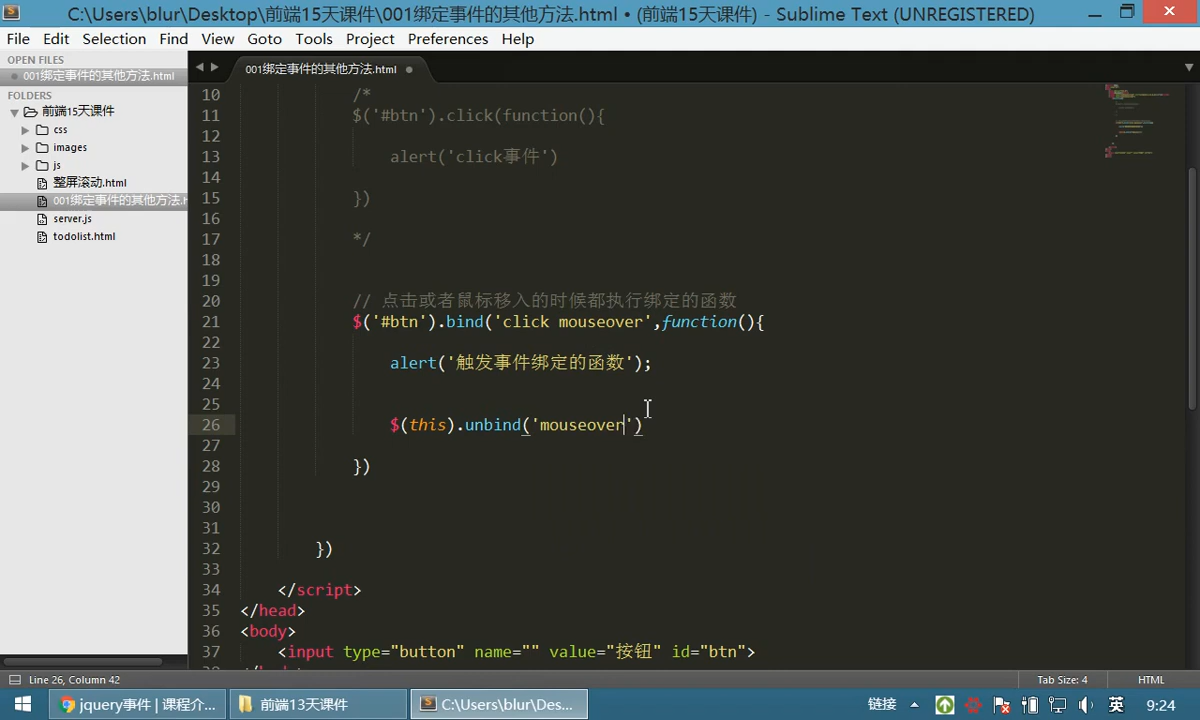 C:\Users\blur\Desktop\前端15天课件\001绑定事件的其他方法.html • (前端15天课件) - Sublime Text (UNREGISTERED)
File Edit Selection Find View Goto Tools Project Preferences Help
OPEN FILES
001绑定事件的其他方法.html
FOLDERS
前端15天课件
css
images
js
整屏滚动.html
001绑定事件的其他方法.h
server.js
todolist.html
001绑定事件的其他方法.html
10 /*
11 $('#btn').click(function(){
12
13 alert('click事件')
14
15 })
16
17 */
18
19
20 // 点击或者鼠标移入的时候都执行绑定的函数
21 $('#btn').bind('click mouseover',function(){
22
23 alert('触发事件绑定的函数');
24
25
26 $(this).unbind('mouseover')
27
28 })
29
30
31
32 })
33
34 </script>
35 </head>
36 <body>
37 <input type="button" name="" value="按钮" id="btn">
Line 26, Column 42 Tab Size: 4 HTML
jquery事件 | 课程介... 前端13天课件 C:\Users\blur\Des... 链接 英 9:24